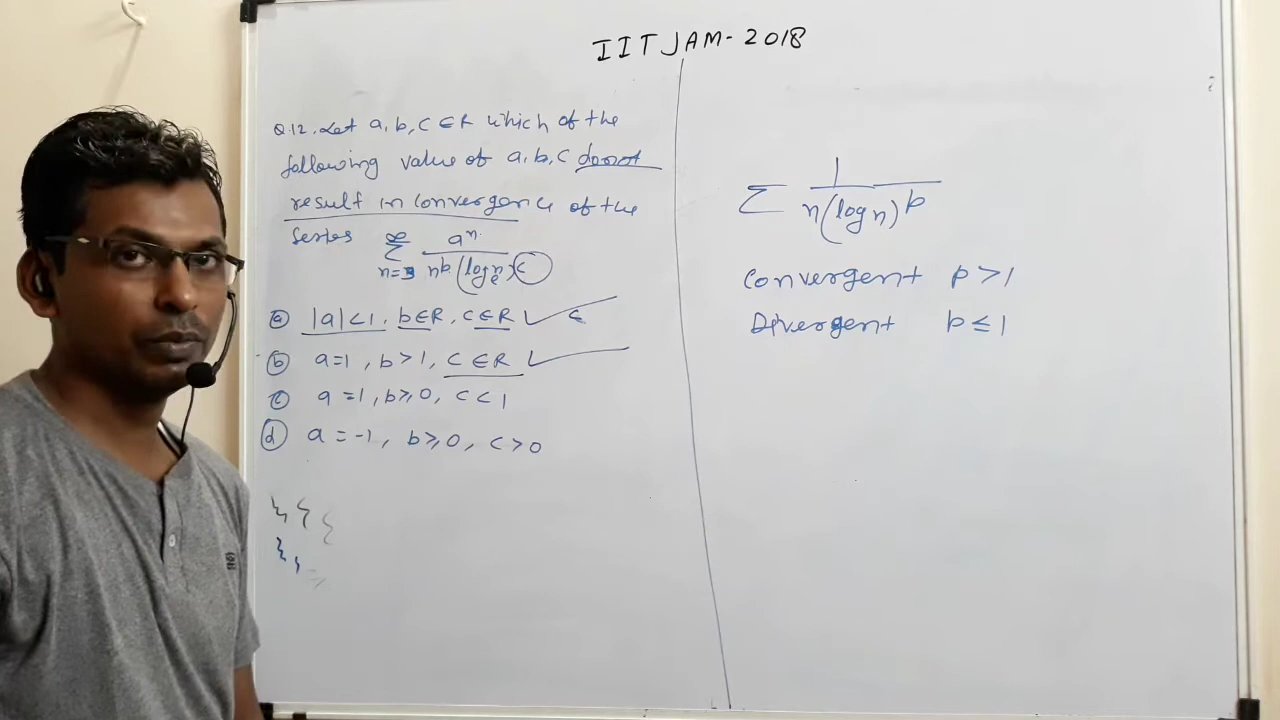 IIT JAM- 2018
Q.12. Let a, b, c ∈ R which of the
following value of a, b, c donot
result in convergence of the
series ∞∑n=3 aⁿ / nᵇ (logₑn)ᶜ
ⓐ |a|<1, b∈R, c∈R ✓ c
ⓑ a=1, b>1, c∈R ✓
ⓒ a=1, b≥0, c<1
ⓓ a=-1, b≥0, c>0
∑ 1 / n(log n)ᵖ
Convergent p>1
Divergent p≤1